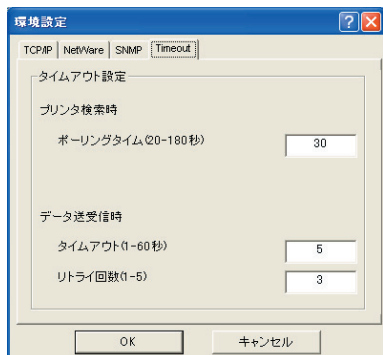 環境設定
TCP/IP NetWare SNMP Timeout
タイムアウト設定
プリンタ検索時
ポーリングタイム(20-180秒) 30
データ送受信時
タイムアウト(1-60秒) 5
リトライ回数(1-5) 3
OK キャンセル